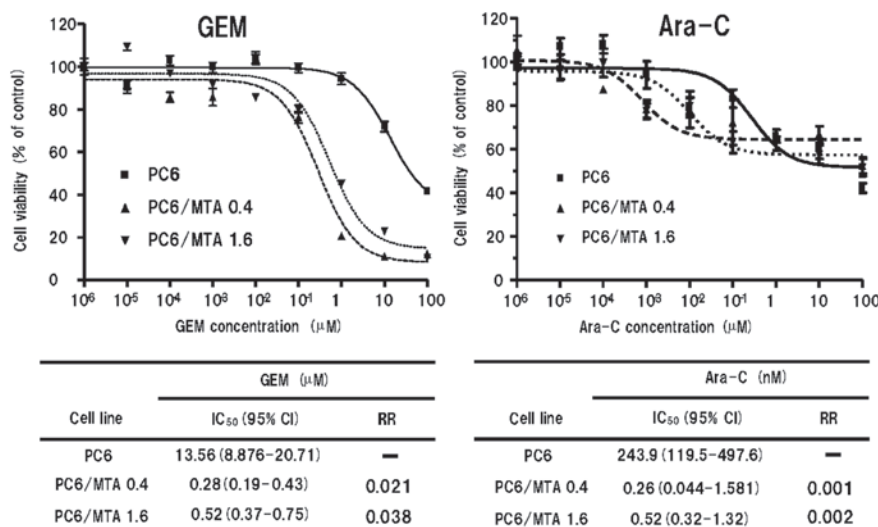 GEM
Cell viability (% of control)
120
100
80
60
40
20
0
PC6
PC6/MTA 0.4
PC6/MTA 1.6
10⁶ 10⁵ 10⁴ 10³ 10² 10¹ 1 10 100
GEM concentration (μM)
Ara-C
Cell viability (% of control)
120
100
80
60
40
20
0
PC6
PC6/MTA 0.4
PC6/MTA 1.6
10⁶ 10⁵ 10⁴ 10³ 10² 10⁻¹ 1 10 100
Ara-C concentration (μM)
GEM (μM)
Cell line IC₅₀ (95% CI) RR
PC6 13.56 (8.876-20.71) –
PC6/MTA 0.4 0.28 (0.19-0.43) 0.021
PC6/MTA 1.6 0.52 (0.37-0.75) 0.038
Ara-C (nM)
Cell line IC₅₀ (95% CI) RR
PC6 243.9 (119.5-497.6) –
PC6/MTA 0.4 0.26 (0.044-1.581) 0.001
PC6/MTA 1.6 0.52 (0.32-1.32) 0.002